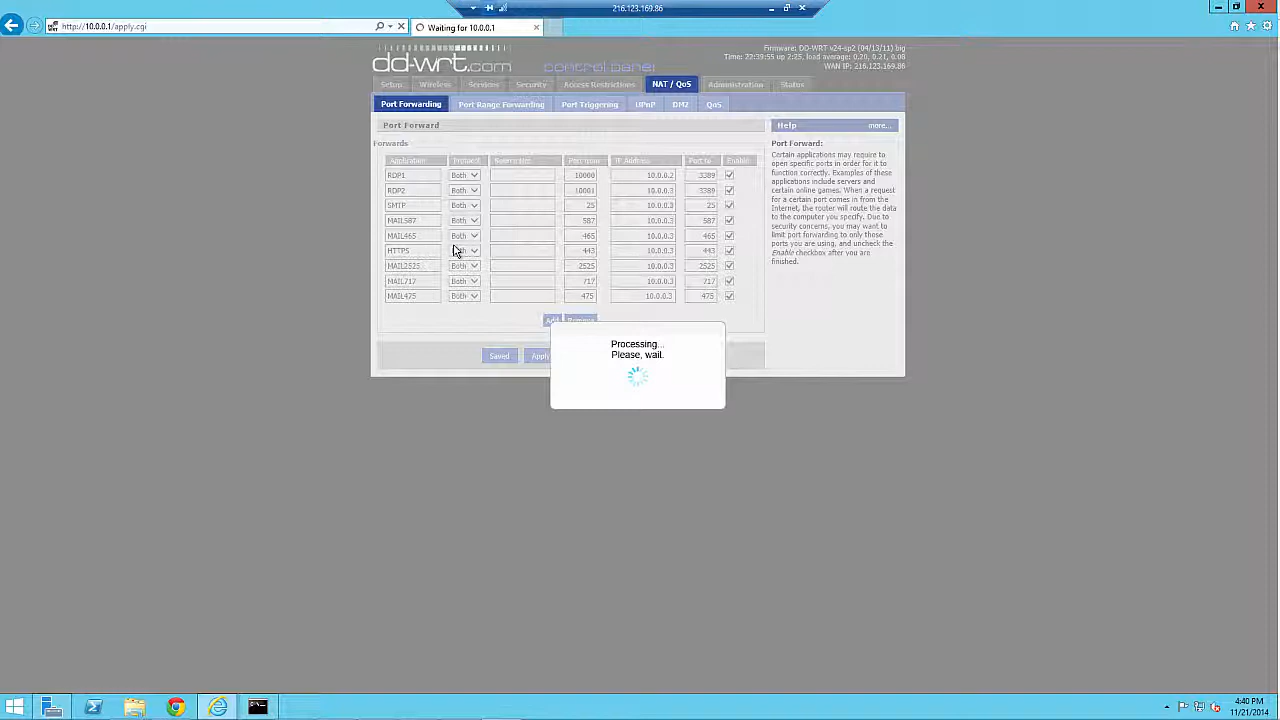 216.123.169.86
http://10.0.0.1/apply.cgi
Waiting for 10.0.0.1
Firmware: DD-WRT v24-sp2 (04/13/11) big
Time: 22:39:55 up 2:25, load average: 0.20, 0.21, 0.08
WAN IP: 216.123.169.86
dd-wrt.com control panel
Setup Wireless Services Security Access Restrictions NAT / QoS Administration Status
Port Forwarding Port Range Forwarding Port Triggering UPnP DMZ QoS
Port Forward
Help more...
Forwards
Application Protocol Source Net Port from IP Address Port to Enable
RDP1 Both 10000 10.0.0.2 3389
RDP2 Both 10001 10.0.0.3 3389
SMTP Both 25 10.0.0.3 25
MAIL587 Both 587 10.0.0.3 587
MAIL465 Both 465 10.0.0.3 465
HTTPS Both 443 10.0.0.3 443
MAIL2525 Both 2525 10.0.0.3 2525
MAIL717 Both 717 10.0.0.3 717
MAIL475 Both 475 10.0.0.3 475
Add Remove
Saved Apply
Port Forward:
Certain applications may require to
open specific ports in order for it to
function correctly. Examples of these
applications include servers and
certain online games. When a request
for a certain port comes in from the
Internet, the router will route the data
to the computer you specify. Due to
security concerns, you may want to
limit port forwarding to only those
ports you are using, and uncheck the
Enable checkbox after you are
finished.
Processing...
Please, wait.
4:40 PM
11/21/2014